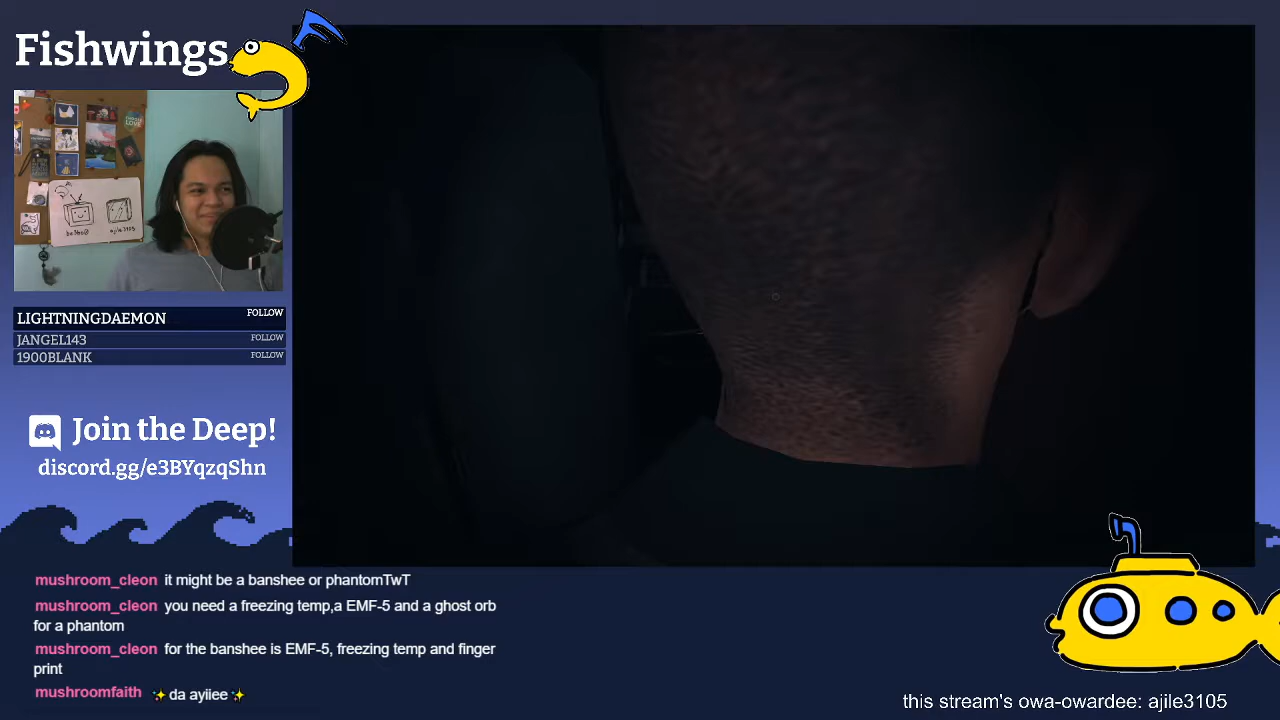 Fishwings
LIGHTNINGDAEMON FOLLOW
JANGEL143 FOLLOW
1900BLANK FOLLOW
Join the Deep!
discord.gg/e3BYqzqShn
mushroom_cleon it might be a banshee or phantomTwT
mushroom_cleon you need a freezing temp,a EMF-5 and a ghost orb
for a phantom
mushroom_cleon for the banshee is EMF-5, freezing temp and finger
print
mushroomfaith ✨ da ayiiee ✨
this stream's owa-owardee: ajile3105